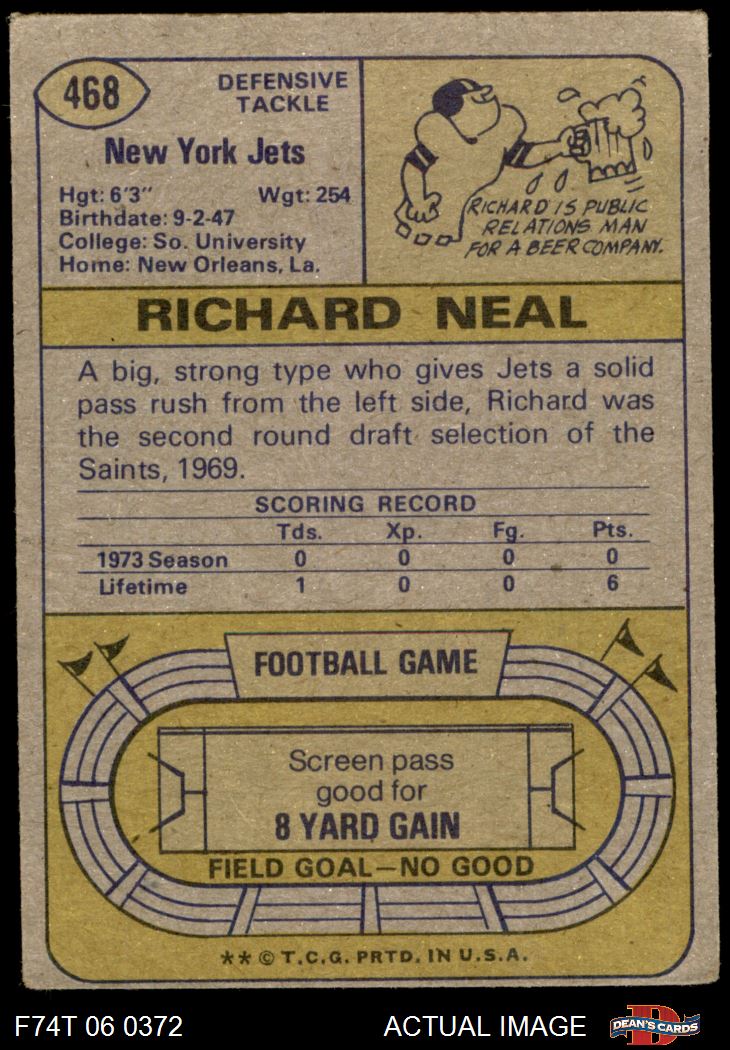 468
DEFENSIVE
TACKLE
New York Jets
Hgt: 6'3" Wgt: 254
Birthdate: 9-2-47
College: So. University
Home: New Orleans, La.
RICHARD IS PUBLIC
RELATIONS MAN
FOR A BEER COMPANY.
RICHARD NEAL
A big, strong type who gives Jets a solid
pass rush from the left side, Richard was
the second round draft selection of the
Saints, 1969.
SCORING RECORD
Tds. Xp. Fg. Pts.
1973 Season 0 0 0 0
Lifetime 1 0 0 6
FOOTBALL GAME
Screen pass
good for
8 YARD GAIN
FIELD GOAL—NO GOOD
** © T.C.G. PRTD. IN U.S.A.
F74T 06 0372 ACTUAL IMAGE
DEAN'S CARDS